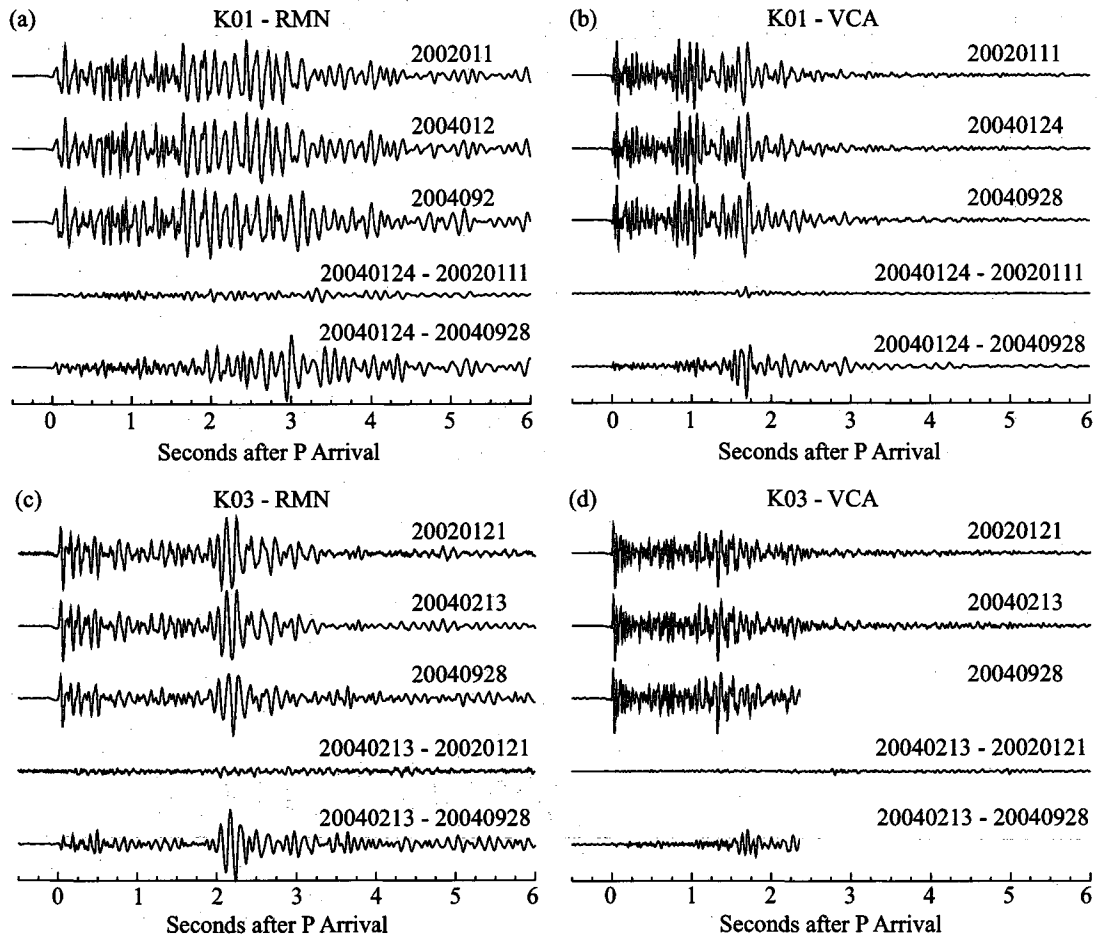 (a) K01 - RMN
2002011
2004012
2004092
20040124 - 20020111
20040124 - 20040928
0 1 2 3 4 5 6
Seconds after P Arrival
(b) K01 - VCA
20020111
20040124
20040928
20040124 - 20020111
20040124 - 20040928
0 1 2 3 4 5 6
Seconds after P Arrival
(c) K03 - RMN
20020121
20040213
20040928
20040213 - 20020121
20040213 - 20040928
0 1 2 3 4 5 6
Seconds after P Arrival
(d) K03 - VCA
20020121
20040213
20040928
20040213 - 20020121
20040213 - 20040928
0 1 2 3 4 5 6
Seconds after P Arrival